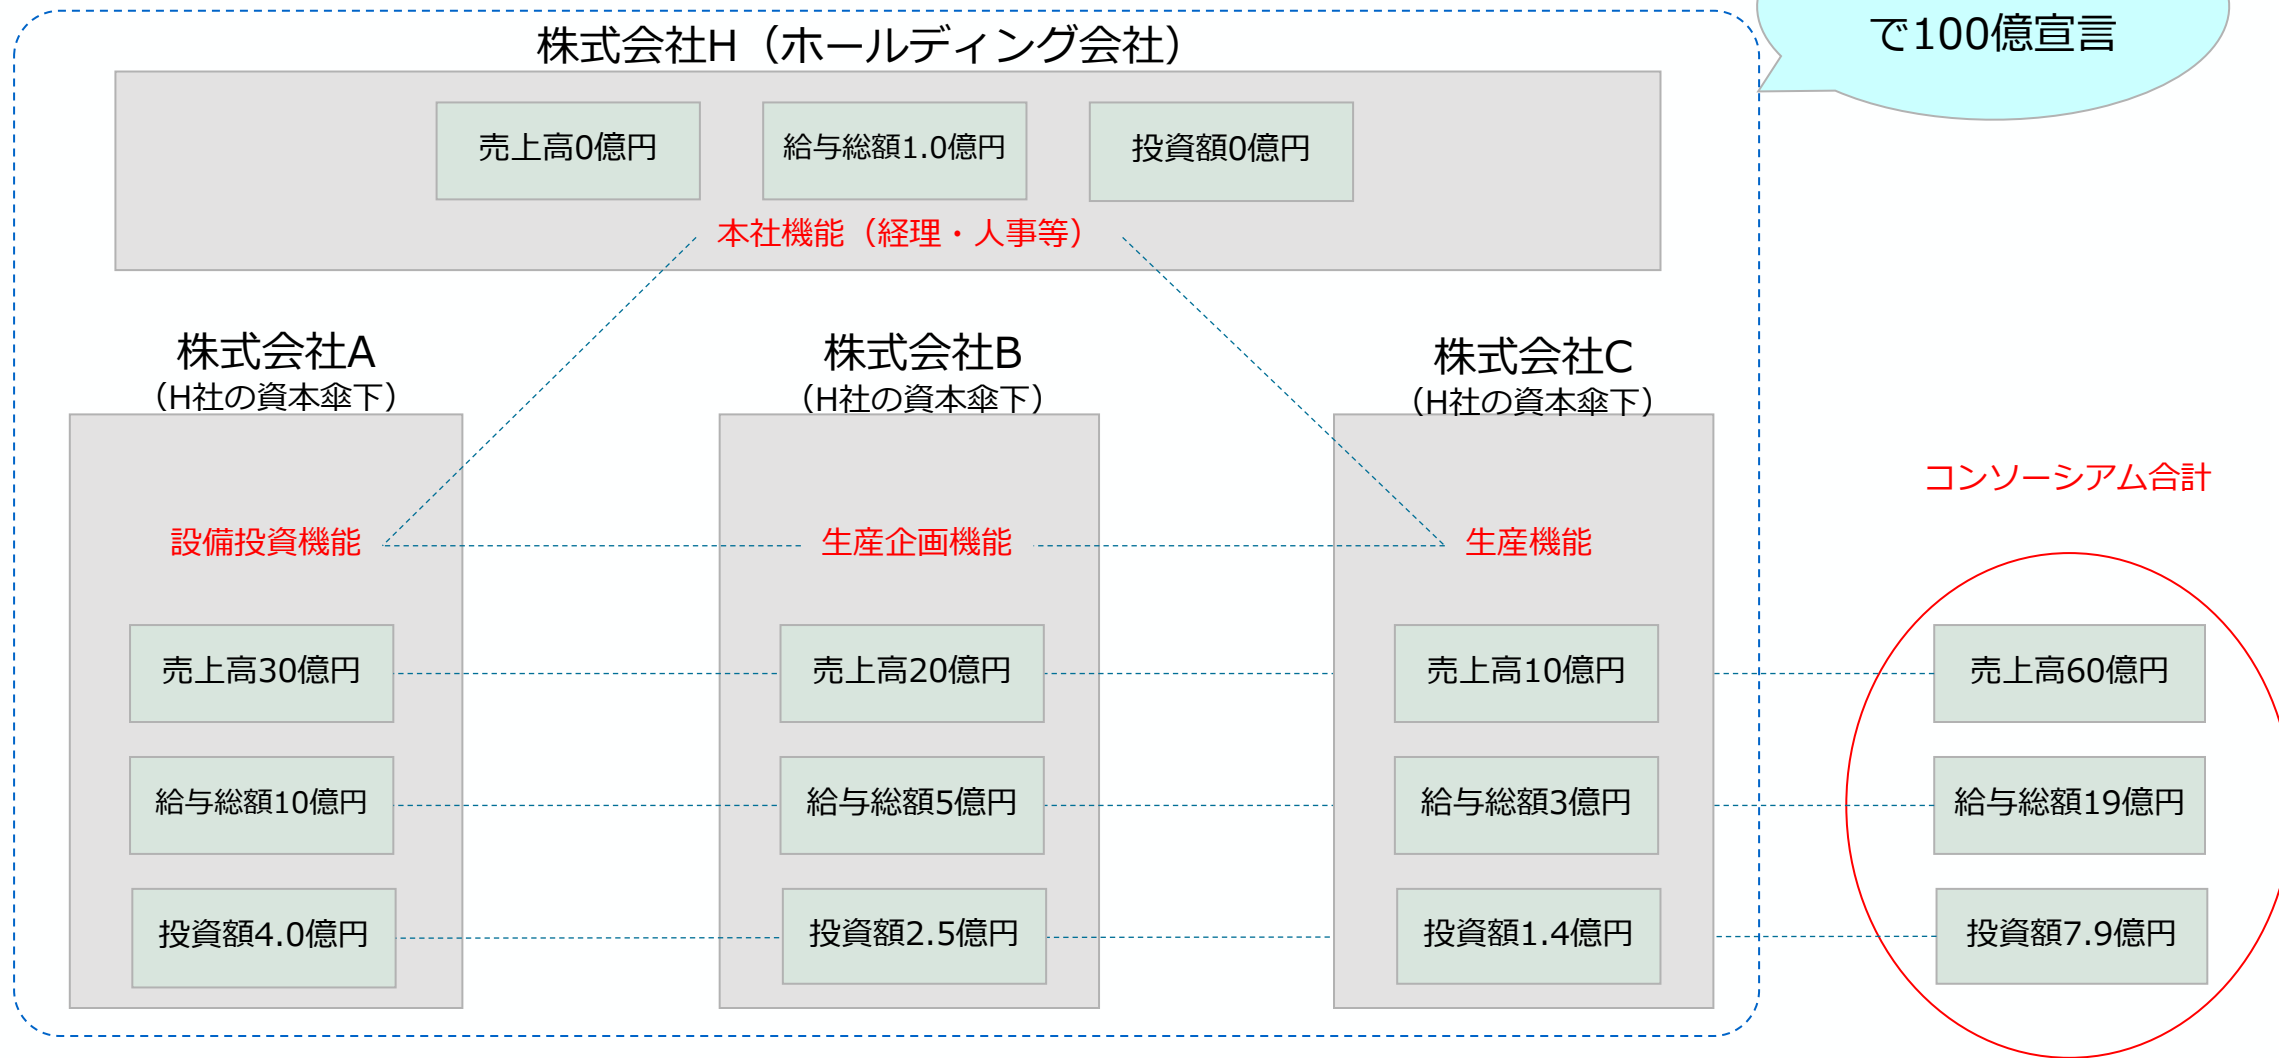 で100億宣言
株式会社H（ホールディング会社）
売上高0億円
給与総額1.0億円
投資額0億円
本社機能（経理・人事等）
株式会社A
（H社の資本傘下）
株式会社B
（H社の資本傘下）
株式会社C
（H社の資本傘下）
コンソーシアム合計
設備投資機能
生産企画機能
生産機能
売上高30億円
売上高20億円
売上高10億円
売上高60億円
給与総額10億円
給与総額5億円
給与総額3億円
給与総額19億円
投資額4.0億円
投資額2.5億円
投資額1.4億円
投資額7.9億円